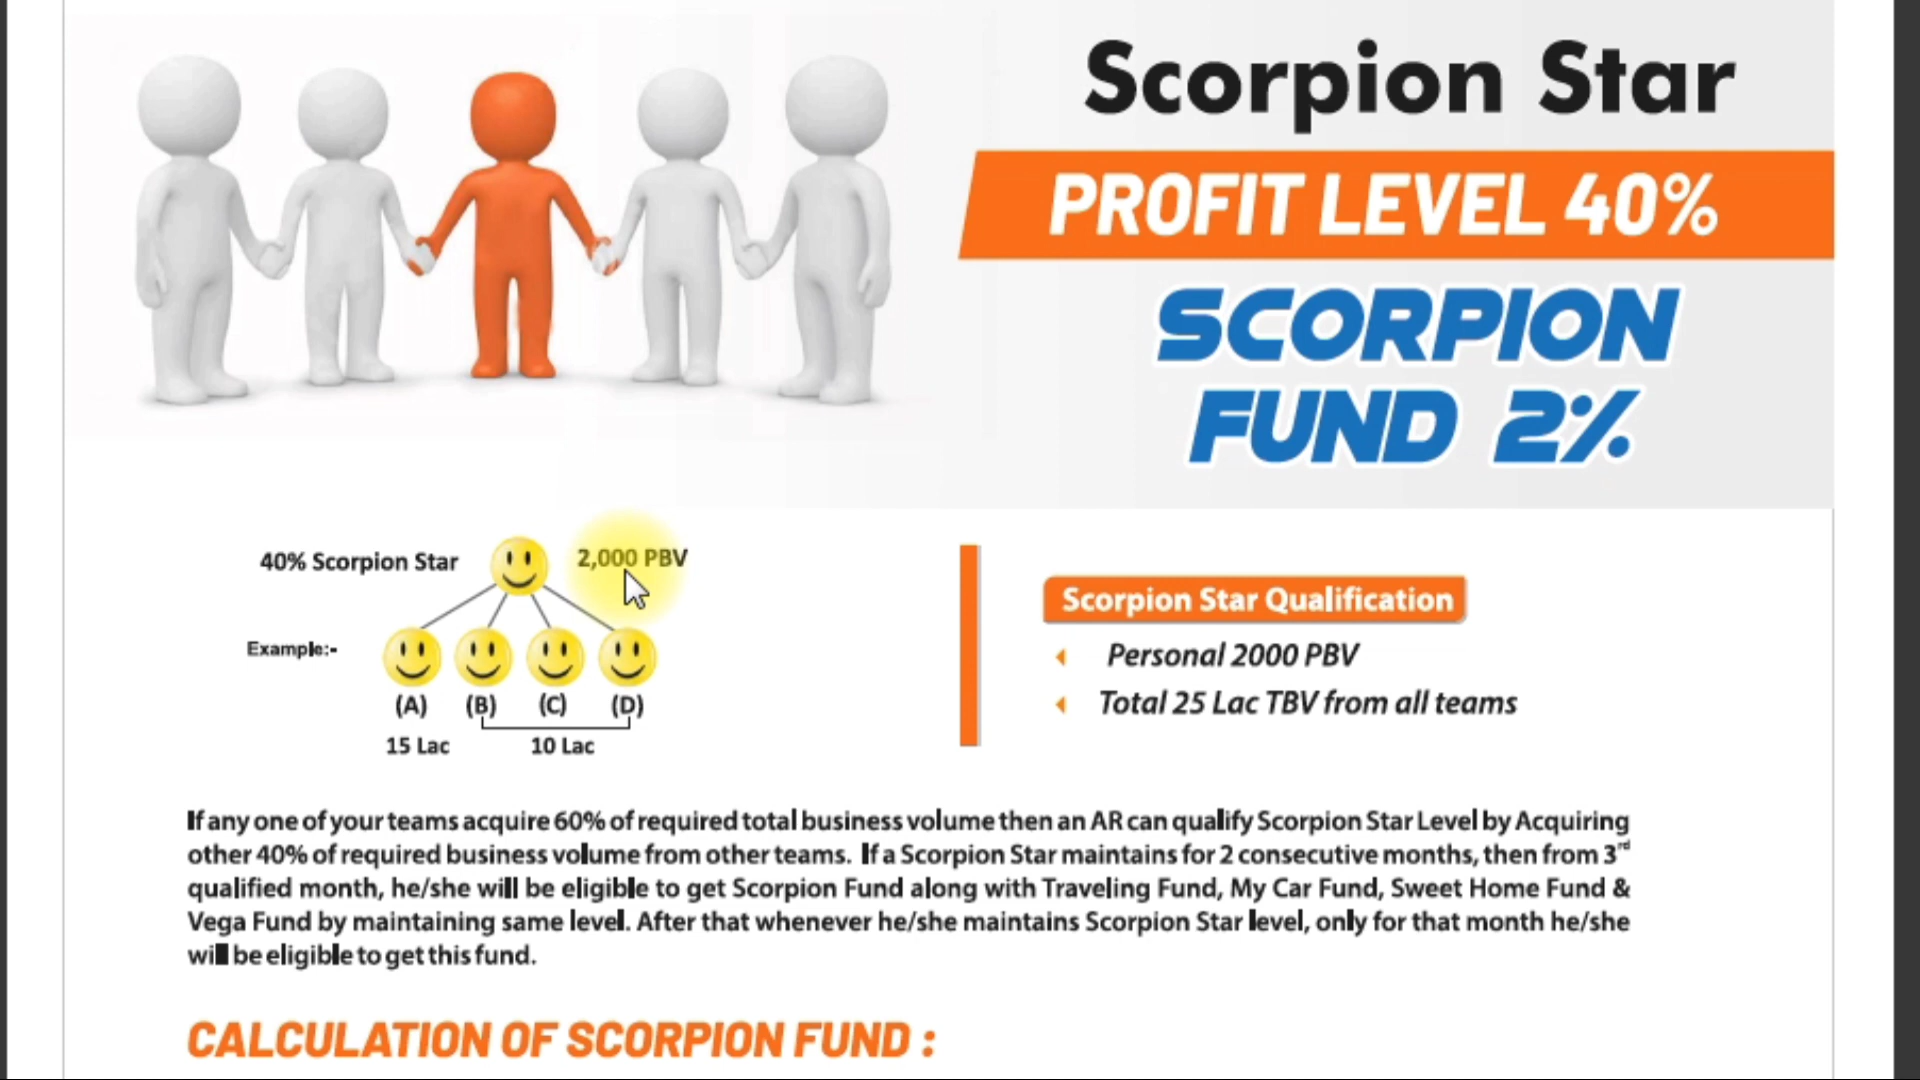 Scorpion Star
PROFIT LEVEL 40%
SCORPION
FUND 2%
40% Scorpion Star
2,000 PBV
Example:-
(A) (B) (C) (D)
15 Lac 10 Lac
Scorpion Star Qualification
Personal 2000 PBV
Total 25 Lac TBV from all teams
If any one of your teams acquire 60% of required total business volume then an AR can qualify Scorpion Star Level by Acquiring
other 40% of required business volume from other teams. If a Scorpion Star maintains for 2 consecutive months, then from 3rd
qualified month, he/she will be eligible to get Scorpion Fund along with Traveling Fund, My Car Fund, Sweet Home Fund &
Vega Fund by maintaining same level. After that whenever he/she maintains Scorpion Star level, only for that month he/she
will be eligible to get this fund.
CALCULATION OF SCORPION FUND :